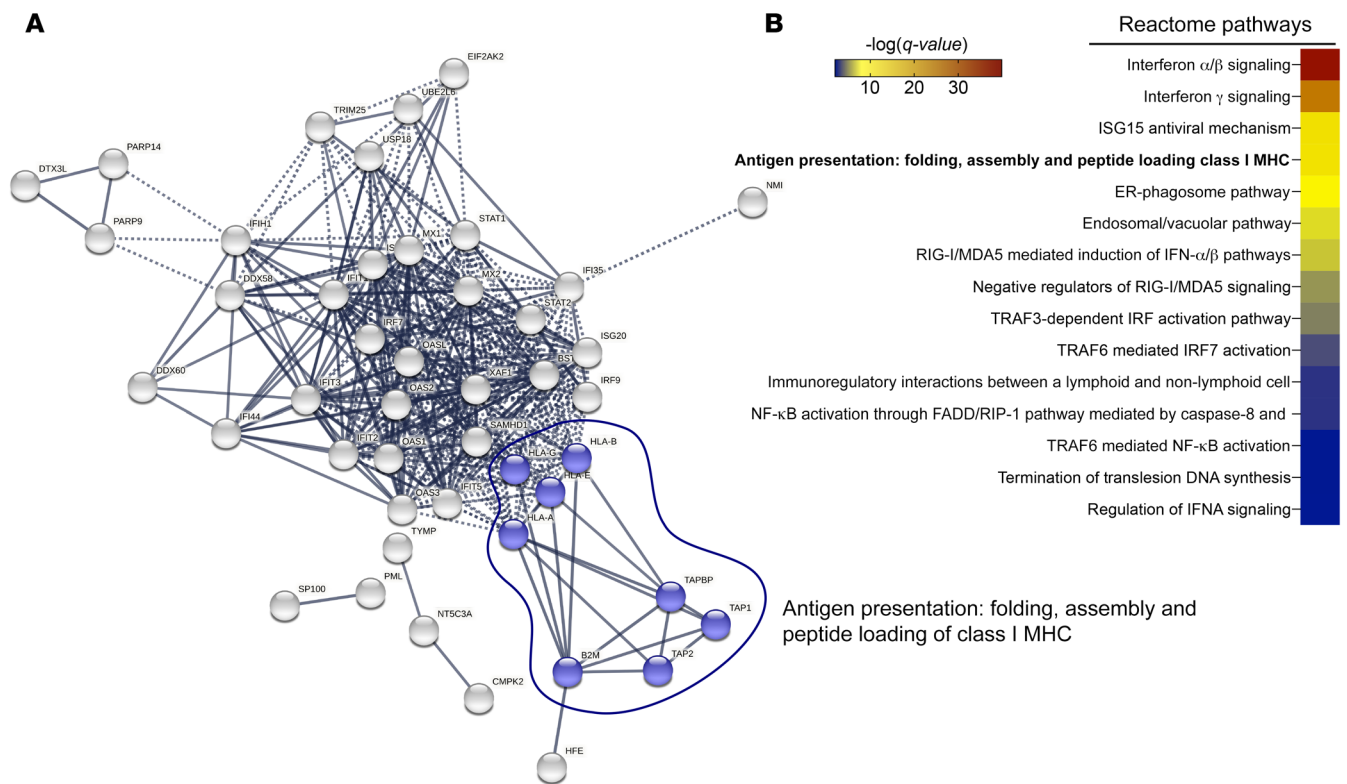 A
EIF2AK2
UBE2L6
TRIM25
USP18
PARP14
DTX3L
NMI
PARP9
IFIH1
STAT1
MX1
IS
DDX58
IFIT
MX2
IFI35
STAT2
IRF7
ISG20
OASL
BST
DDX60
XAF1
IFIT3
OAS2
IRF9
IFI44
SAMHD1
IFIT2
OAS1
HLA-B
HLA-G
HLA-E
OAS3
IFIT5
HLA-A
TYMP
PML
SP100
TAPBP
NT5C3A
TAP1
B2M
TAP2
CMPK2
HFE
Antigen presentation: folding, assembly and
peptide loading of class I MHC
B
-log(q-value)
10 20 30
Reactome pathways
Interferon α/β signaling
Interferon γ signaling
ISG15 antiviral mechanism
Antigen presentation: folding, assembly and peptide loading class I MHC
ER-phagosome pathway
Endosomal/vacuolar pathway
RIG-I/MDA5 mediated induction of IFN-α/β pathways
Negative regulators of RIG-I/MDA5 signaling
TRAF3-dependent IRF activation pathway
TRAF6 mediated IRF7 activation
Immunoregulatory interactions between a lymphoid and non-lymphoid cell
NF-κB activation through FADD/RIP-1 pathway mediated by caspase-8 and
TRAF6 mediated NF-κB activation
Termination of translesion DNA synthesis
Regulation of IFNA signaling